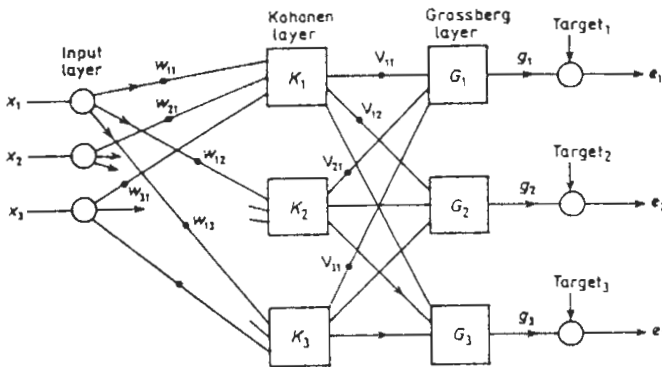 Input layer
Kohonen layer
Grossberg layer
Target₁
Target₂
Target₃
x₁
x₂
x₃
w₁₁
w₂₁
w₁₂
w₃₁
w₁₃
K₁
K₂
K₃
V₁₁
V₁₂
V₂₁
V₃₁
G₁
G₂
G₃
g₁
g₂
g₃
e₁
e
e